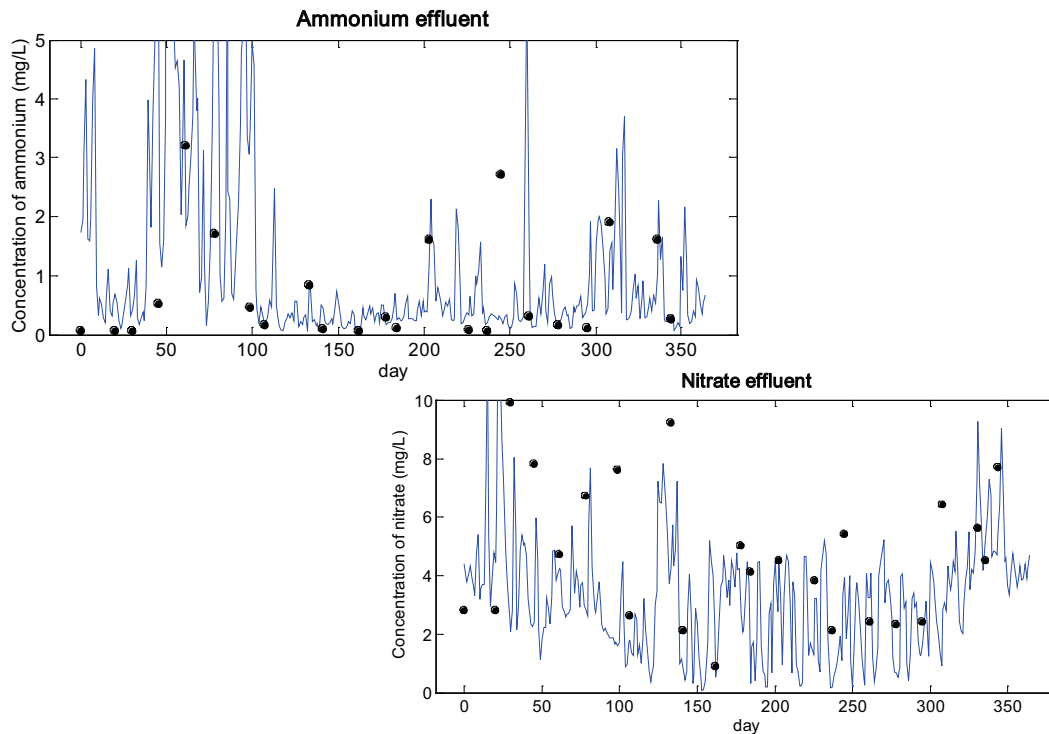 Ammonium effluent
Concentration of ammonium (mg/L)
5
4
3
2
1
0
0 50 100 150 200 250 300 350
day
Nitrate effluent
Concentration of nitrate (mg/L)
10
8
6
4
2
0
0 50 100 150 200 250 300 350
day